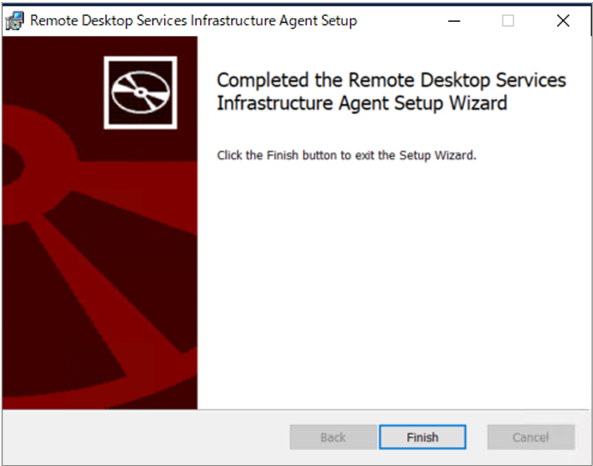 Remote Desktop Services Infrastructure Agent Setup
Completed the Remote Desktop Services
Infrastructure Agent Setup Wizard
Click the Finish button to exit the Setup Wizard.
Back
Finish
Cancel